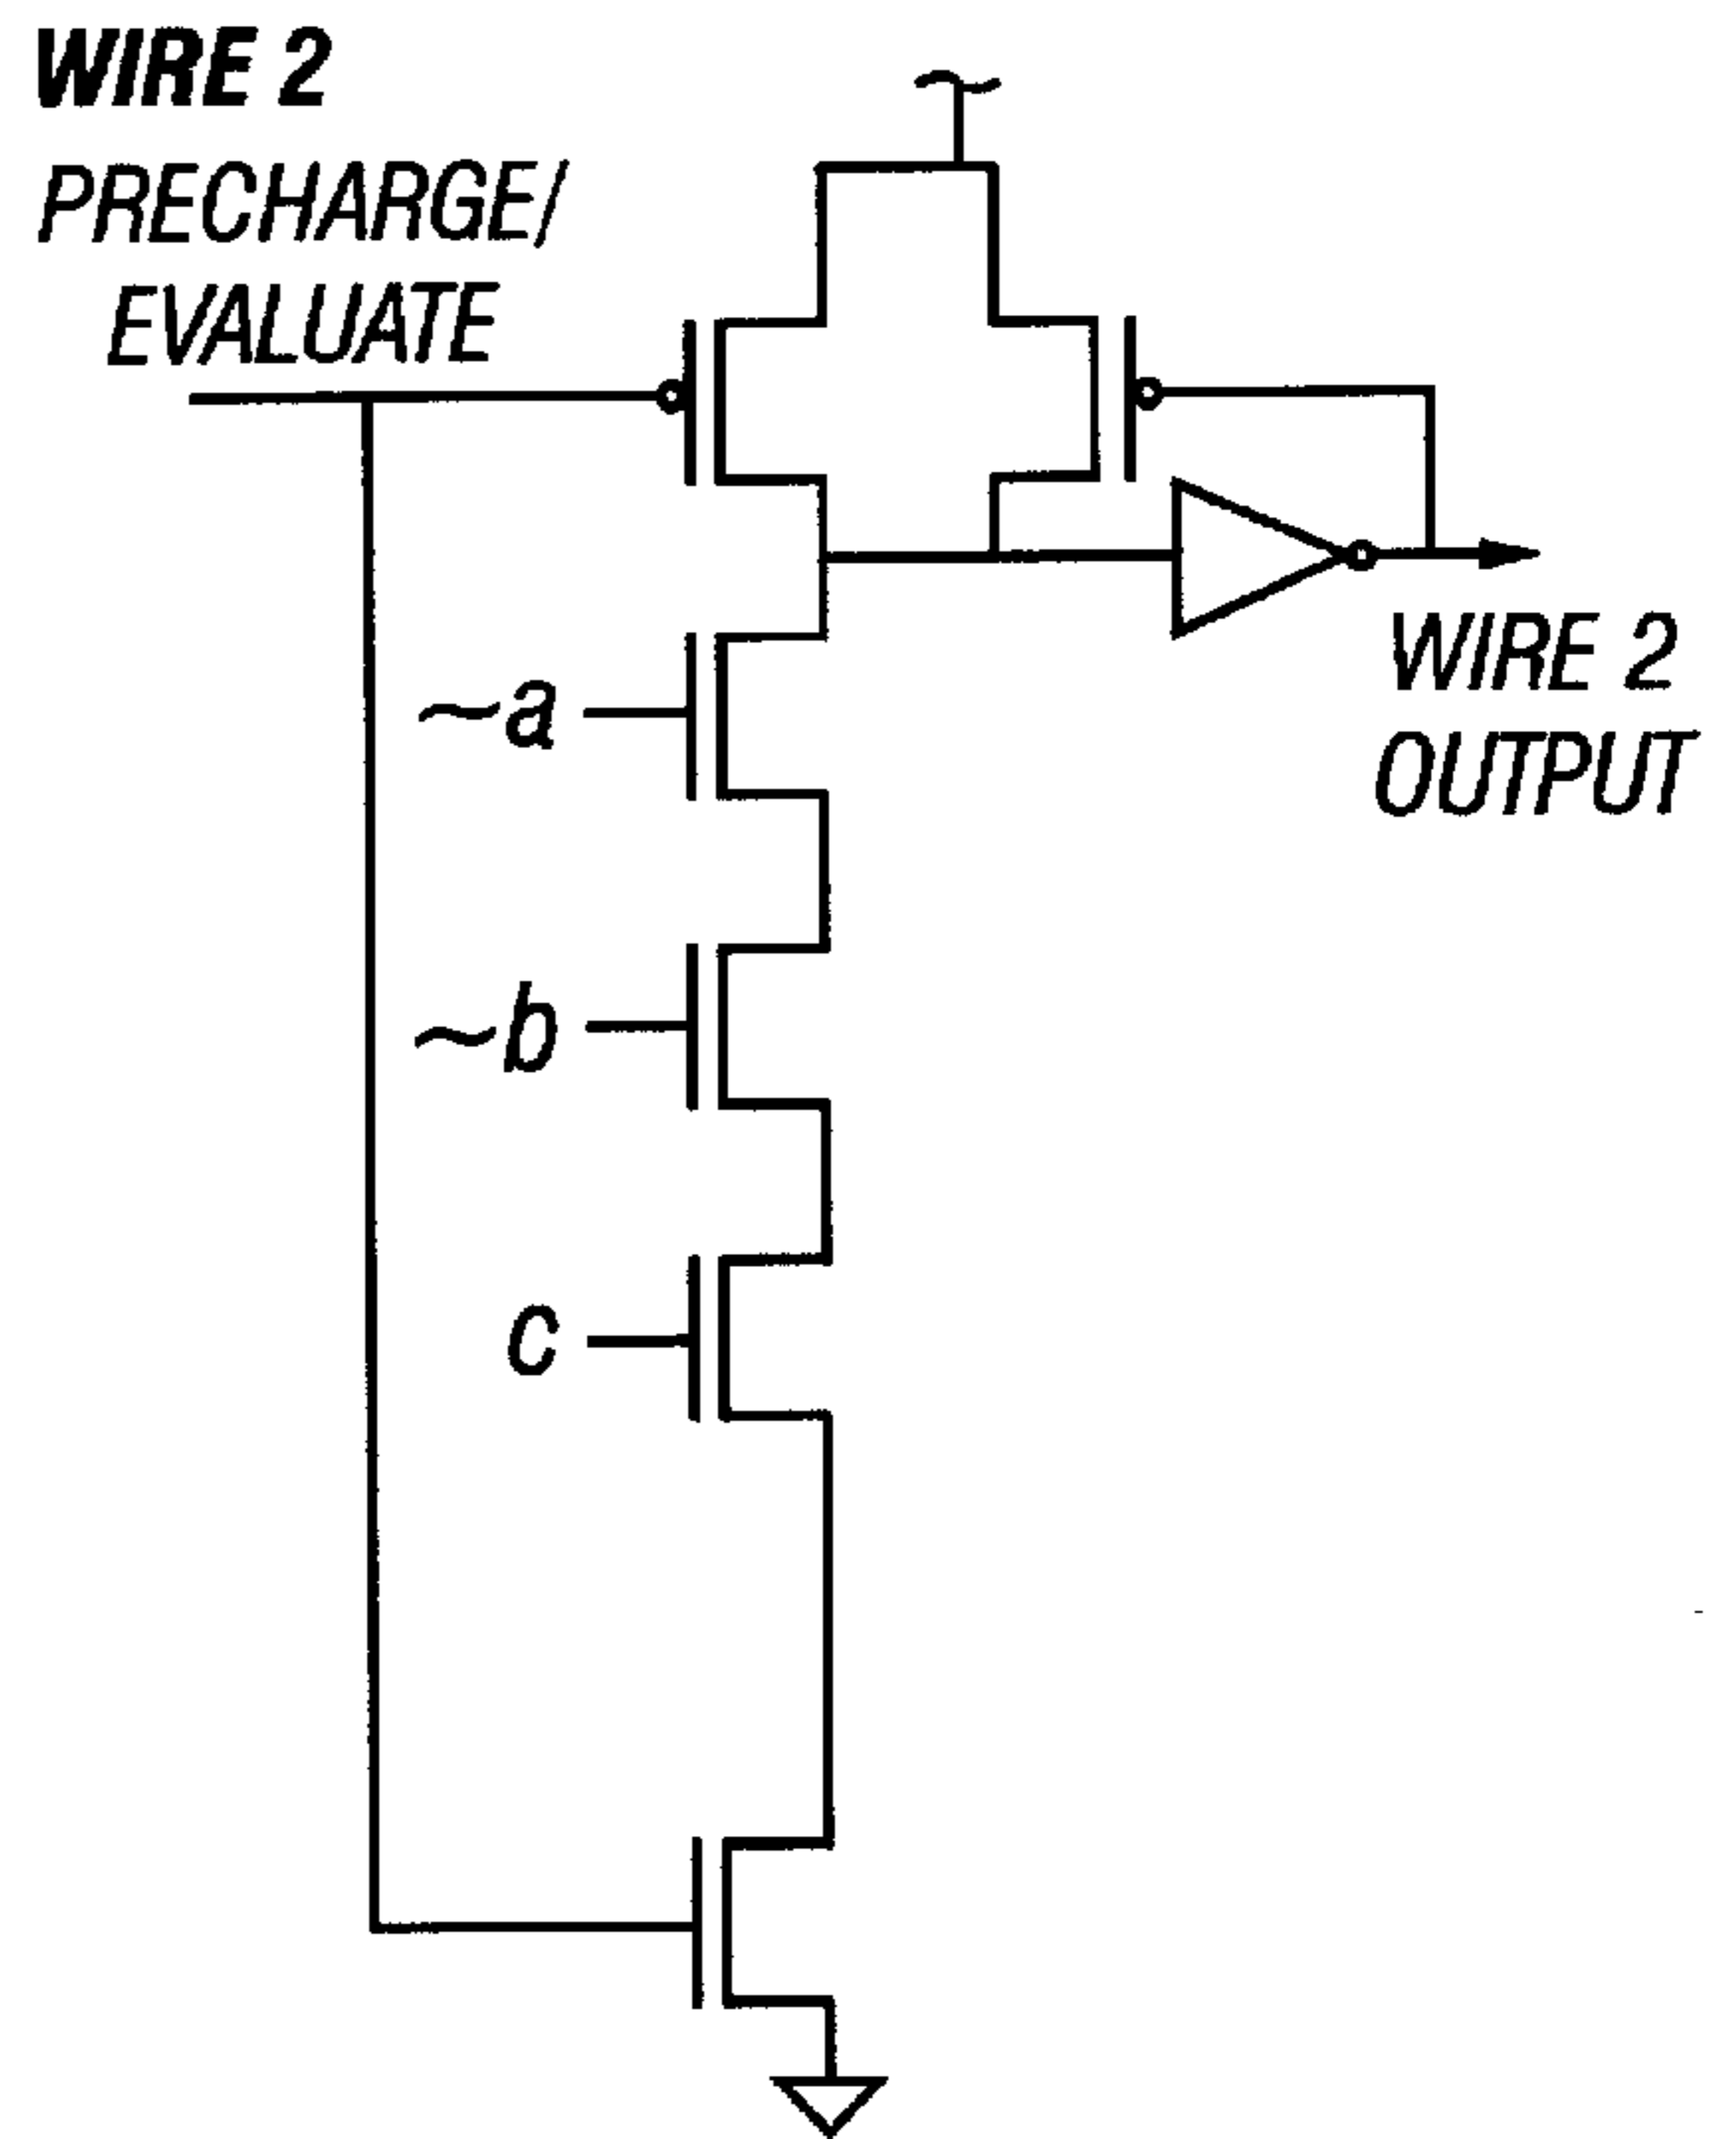 WIRE 2
PRECHARGE/
EVALUATE
WIRE 2
OUTPUT
~a
~b
c